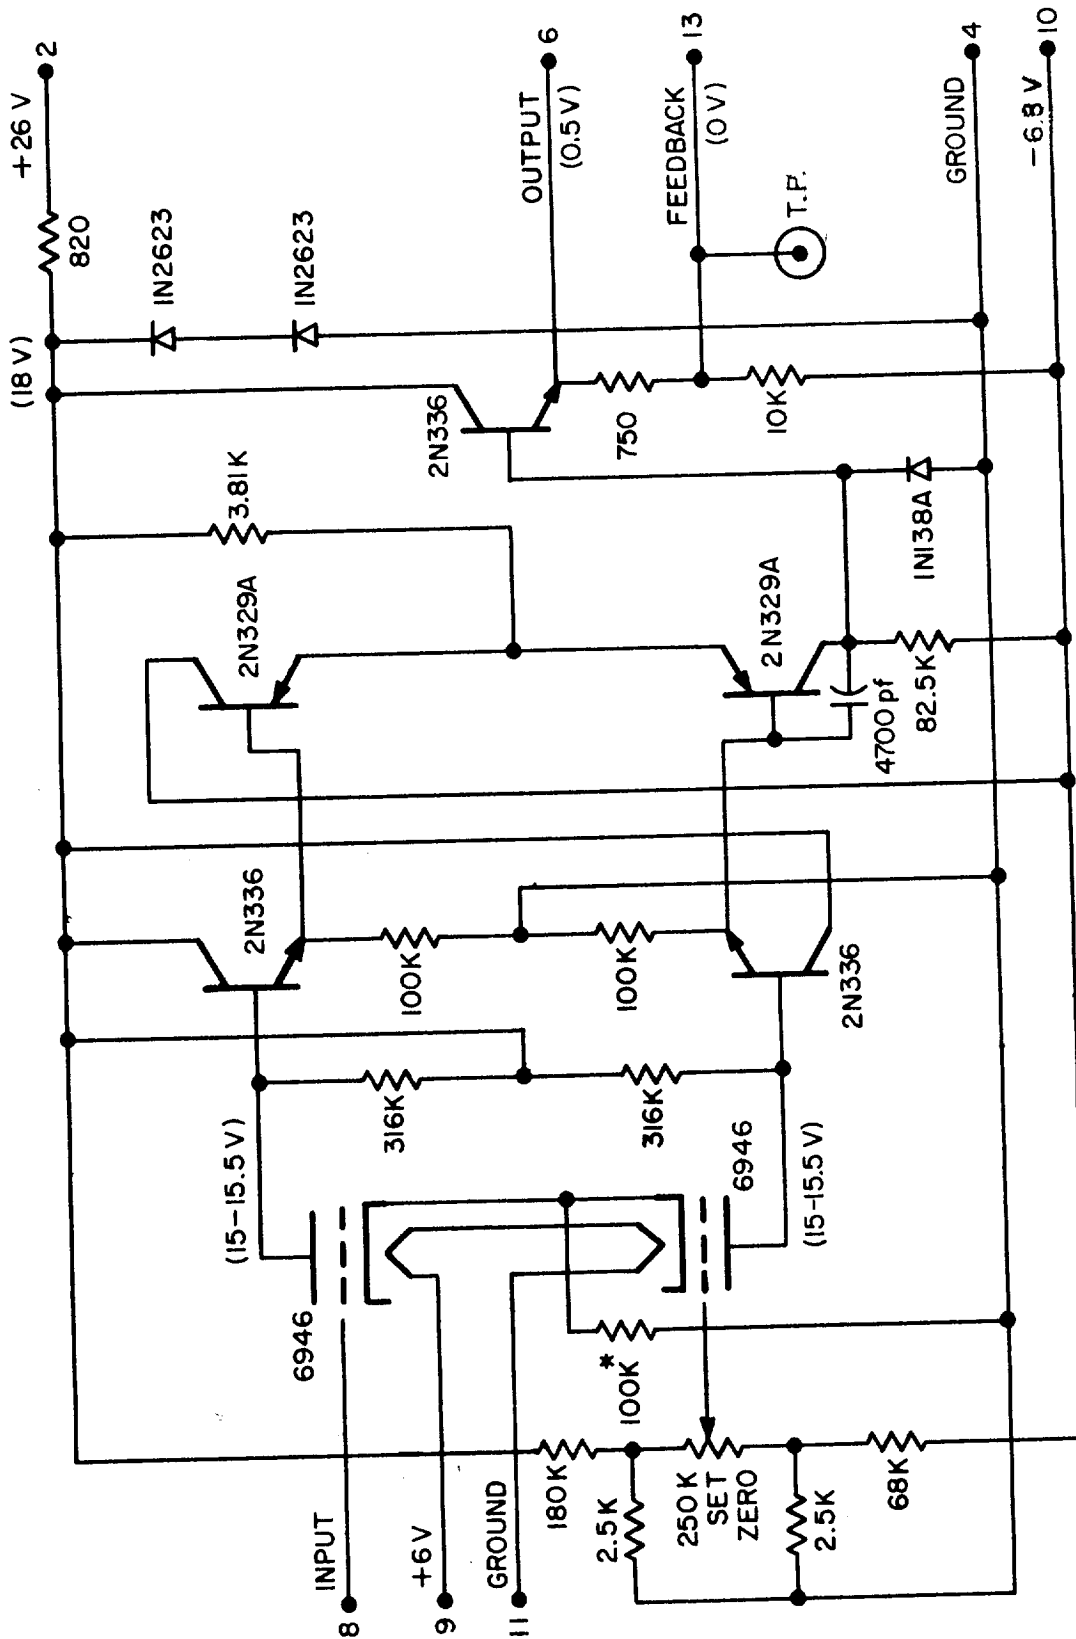 +26 V
2
820
(18 V)
1N2623
1N2623
OUTPUT
(0.5 V)
6
FEEDBACK
(0 V)
13
T.P.
GROUND
4
-6.8 V
10
2N336
750
10K
3.81K
2N329A
2N329A
1N138A
4700 pf
82.5K
2N336
100K
100K
2N336
316K
316K
(15-15.5 V)
(15-15.5 V)
6946
6946
100K*
180K
2.5K
250K
SET
ZERO
2.5K
68K
INPUT
8
+6V
9
GROUND
11